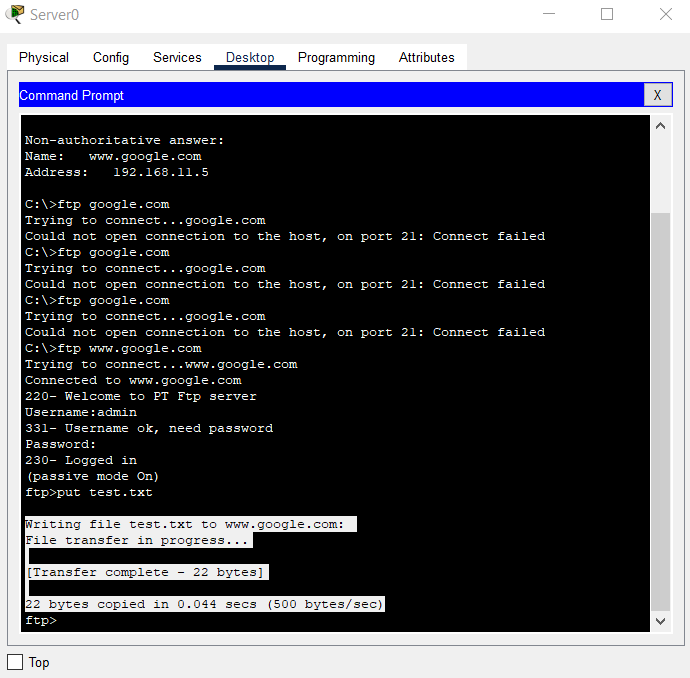 Server0
Physical Config Services Desktop Programming Attributes
Command Prompt
X
Non-authoritative answer:
Name:   www.google.com
Address:   192.168.11.5
C:\>ftp google.com
Trying to connect...google.com
Could not open connection to the host, on port 21: Connect failed
C:\>ftp google.com
Trying to connect...google.com
Could not open connection to the host, on port 21: Connect failed
C:\>ftp google.com
Trying to connect...google.com
Could not open connection to the host, on port 21: Connect failed
C:\>ftp www.google.com
Trying to connect...www.google.com
Connected to www.google.com
220- Welcome to PT Ftp server
Username:admin
331- Username ok, need password
Password:
230- Logged in
(passive mode On)
ftp>put test.txt
Writing file test.txt to www.google.com:
File transfer in progress...
[Transfer complete - 22 bytes]
22 bytes copied in 0.044 secs (500 bytes/sec)
ftp>
Top